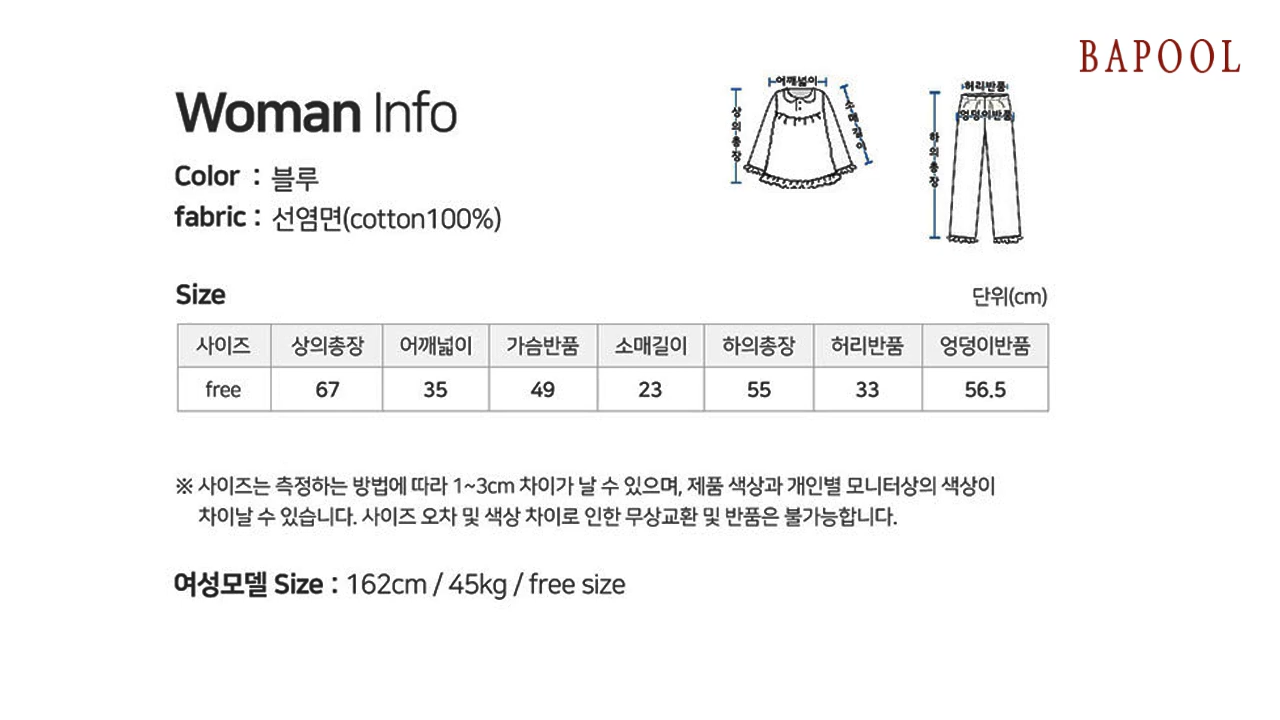 BAPOOL
Woman Info
Color : 블루
fabric : 선염면(cotton100%)
어깨넓이
상의총장
소매길이
허리반품
엉덩이반품
하의총장
Size
단위(cm)
사이즈 상의총장 어깨넓이 가슴반품 소매길이 하의총장 허리반품 엉덩이반품
free 67 35 49 23 55 33 56.5
※ 사이즈는 측정하는 방법에 따라 1~3cm 차이가 날 수 있으며, 제품 색상과 개인별 모니터상의 색상이
차이날 수 있습니다. 사이즈 오차 및 색상 차이로 인한 무상교환 및 반품은 불가능합니다.
여성모델 Size : 162cm / 45kg / free size